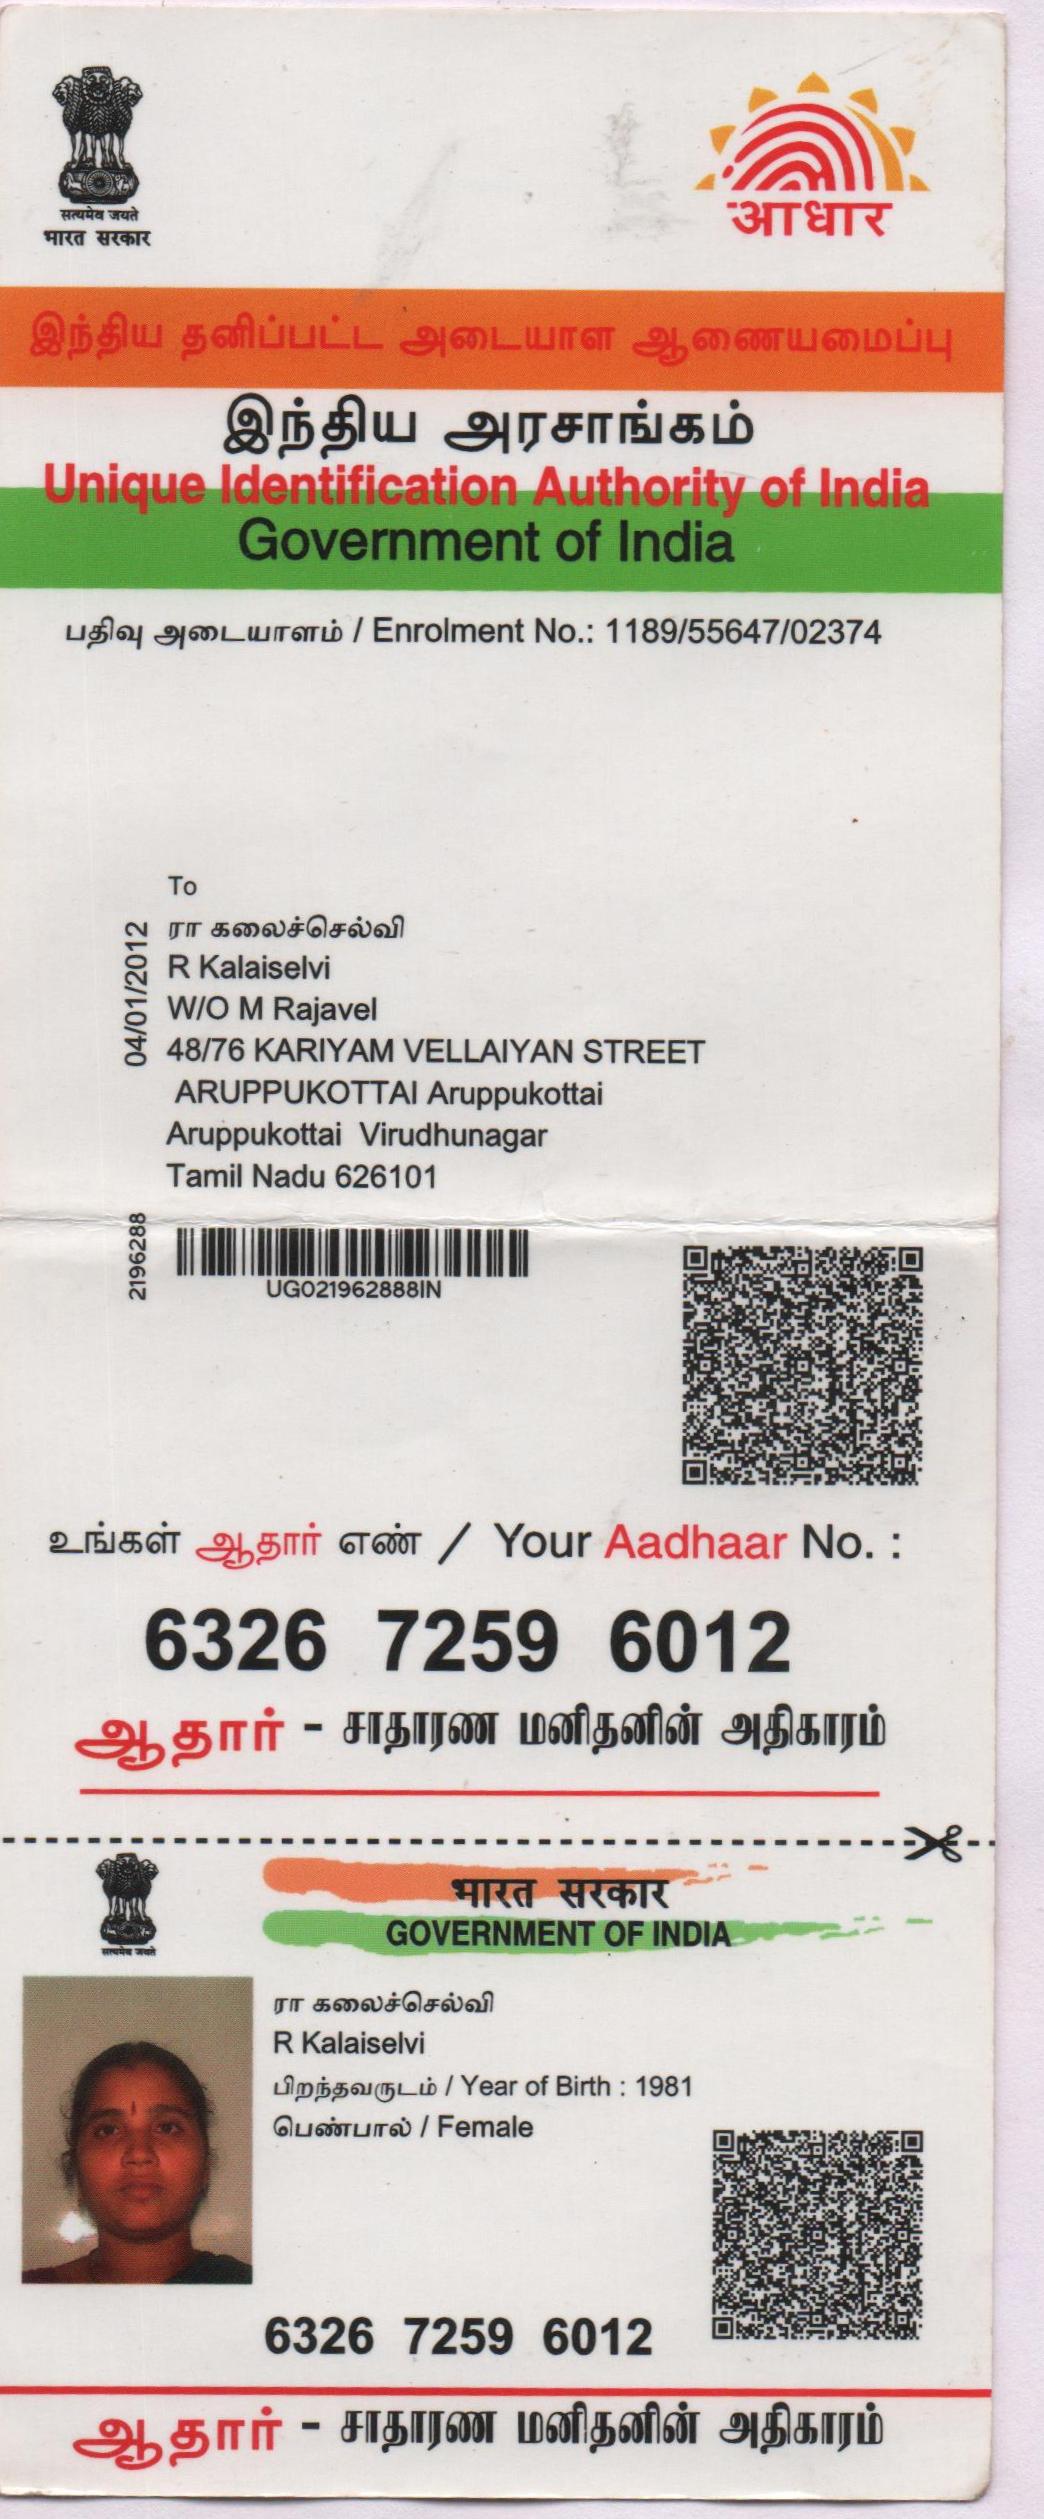 सत्यमेव जयते
भारत सरकार
आधार
இந்திய தனிப்பட்ட அடையாள ஆணையமைப்பு
இந்திய அரசாங்கம்
Unique Identification Authority of India
Government of India
பதிவு அடையாளம் / Enrolment No.: 1189/55647/02374
To
ரா கலைச்செல்வி
R Kalaiselvi
W/O M Rajavel
48/76 KARIYAM VELLAIYAN STREET
ARUPPUKOTTAI Aruppukottai
Aruppukottai Virudhunagar
Tamil Nadu 626101
04/01/2012
2196288
UG021962888IN
உங்கள் ஆதார் எண் / Your Aadhaar No. :
6326 7259 6012
ஆதார் - சாதாரண மனிதனின் அதிகாரம்
सत्यमेव जयते
भारत सरकार
GOVERNMENT OF INDIA
ரா கலைச்செல்வி
R Kalaiselvi
பிறந்தவருடம் / Year of Birth : 1981
பெண்பால் / Female
6326 7259 6012
ஆதார் - சாதாரண மனிதனின் அதிகாரம்